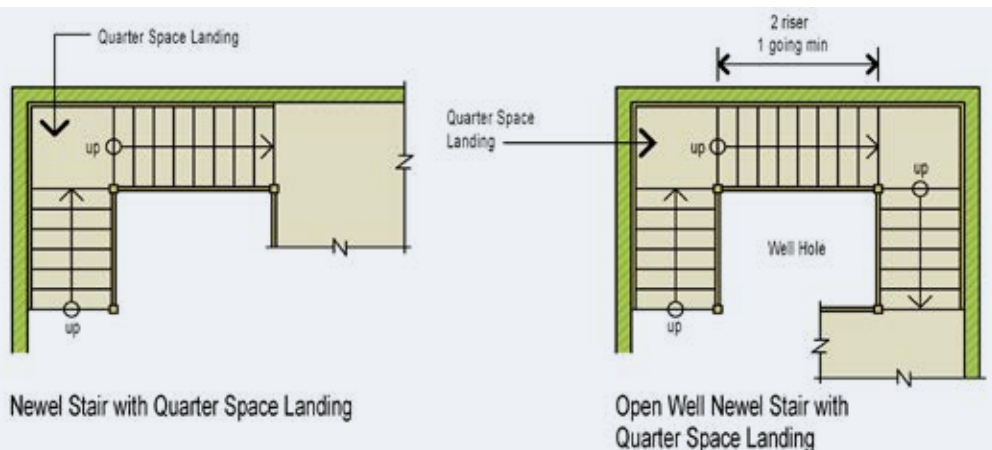 Quarter Space Landing
up
up
Newel Stair with Quarter Space Landing
2 riser
1 going min
Quarter Space
Landing
up
up
Well Hole
up
N
N
N
N
Open Well Newel Stair with
Quarter Space Landing